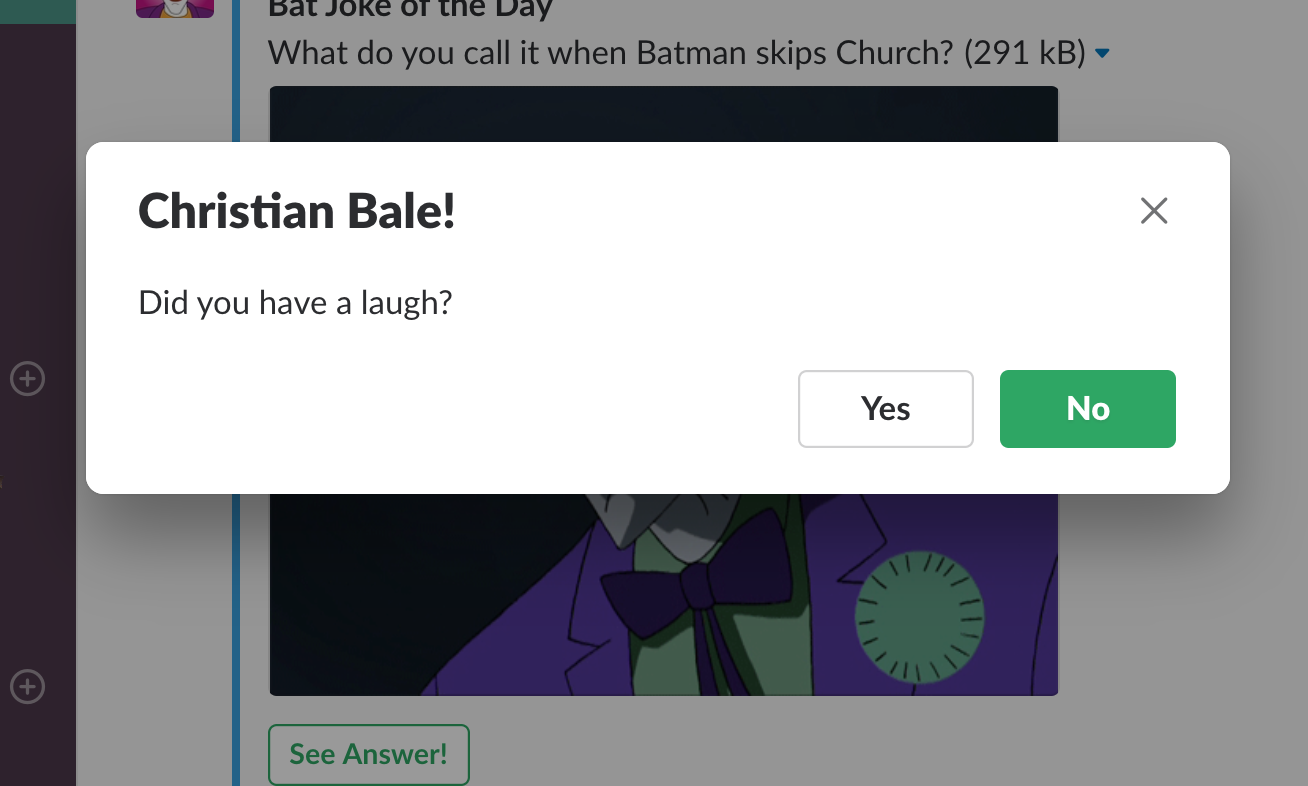 Bat Joke of the Day
What do you call it when Batman skips Church? (291 kB)
Christian Bale!
Did you have a laugh?
Yes
No
See Answer!